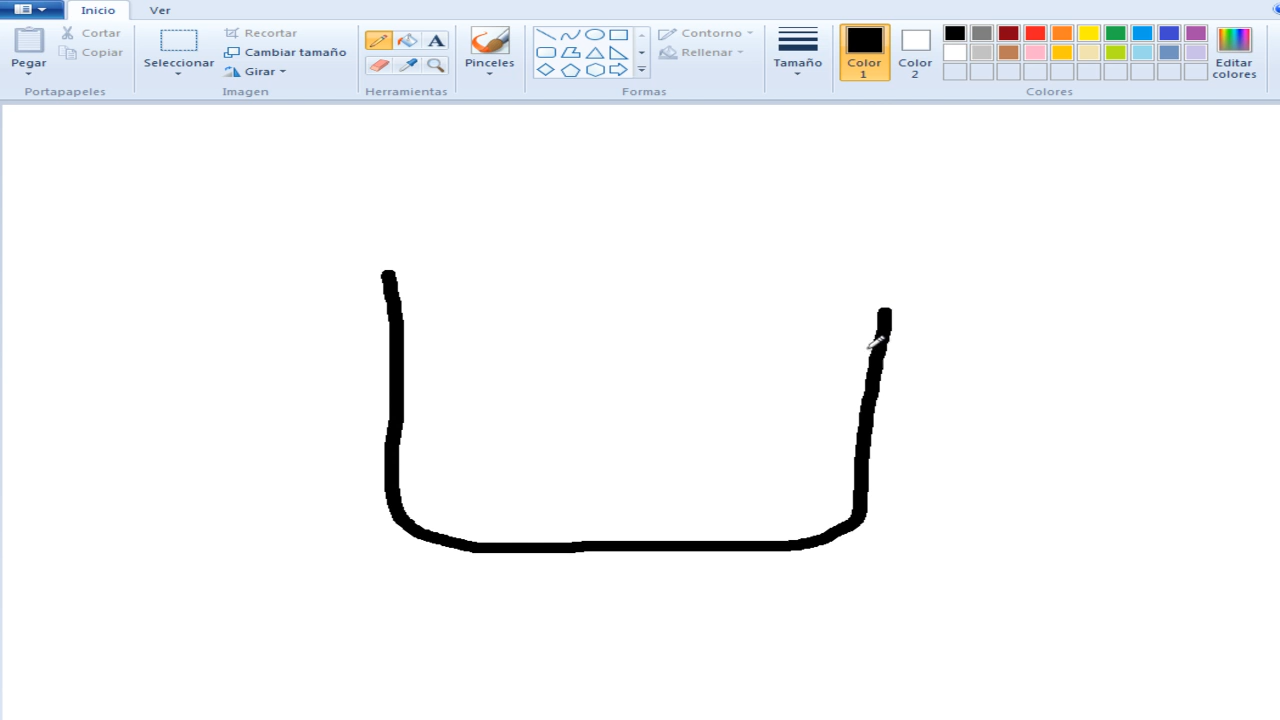 Inicio Ver
Pegar
Cortar
Copiar
Portapapeles
Seleccionar
Recortar
Cambiar tamaño
Girar
Imagen
A
Herramientas
Pinceles
Contorno
Rellenar
Formas
Tamaño
Color
1
Color
2
Editar
colores
Colores